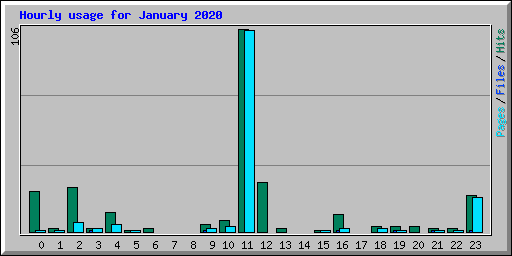 Hourly usage for January 2020
106
Pages/Files/Hits
0 1 2 3 4 5 6 7 8 9 10 11 12 13 14 15 16 17 18 19 20 21 22 23